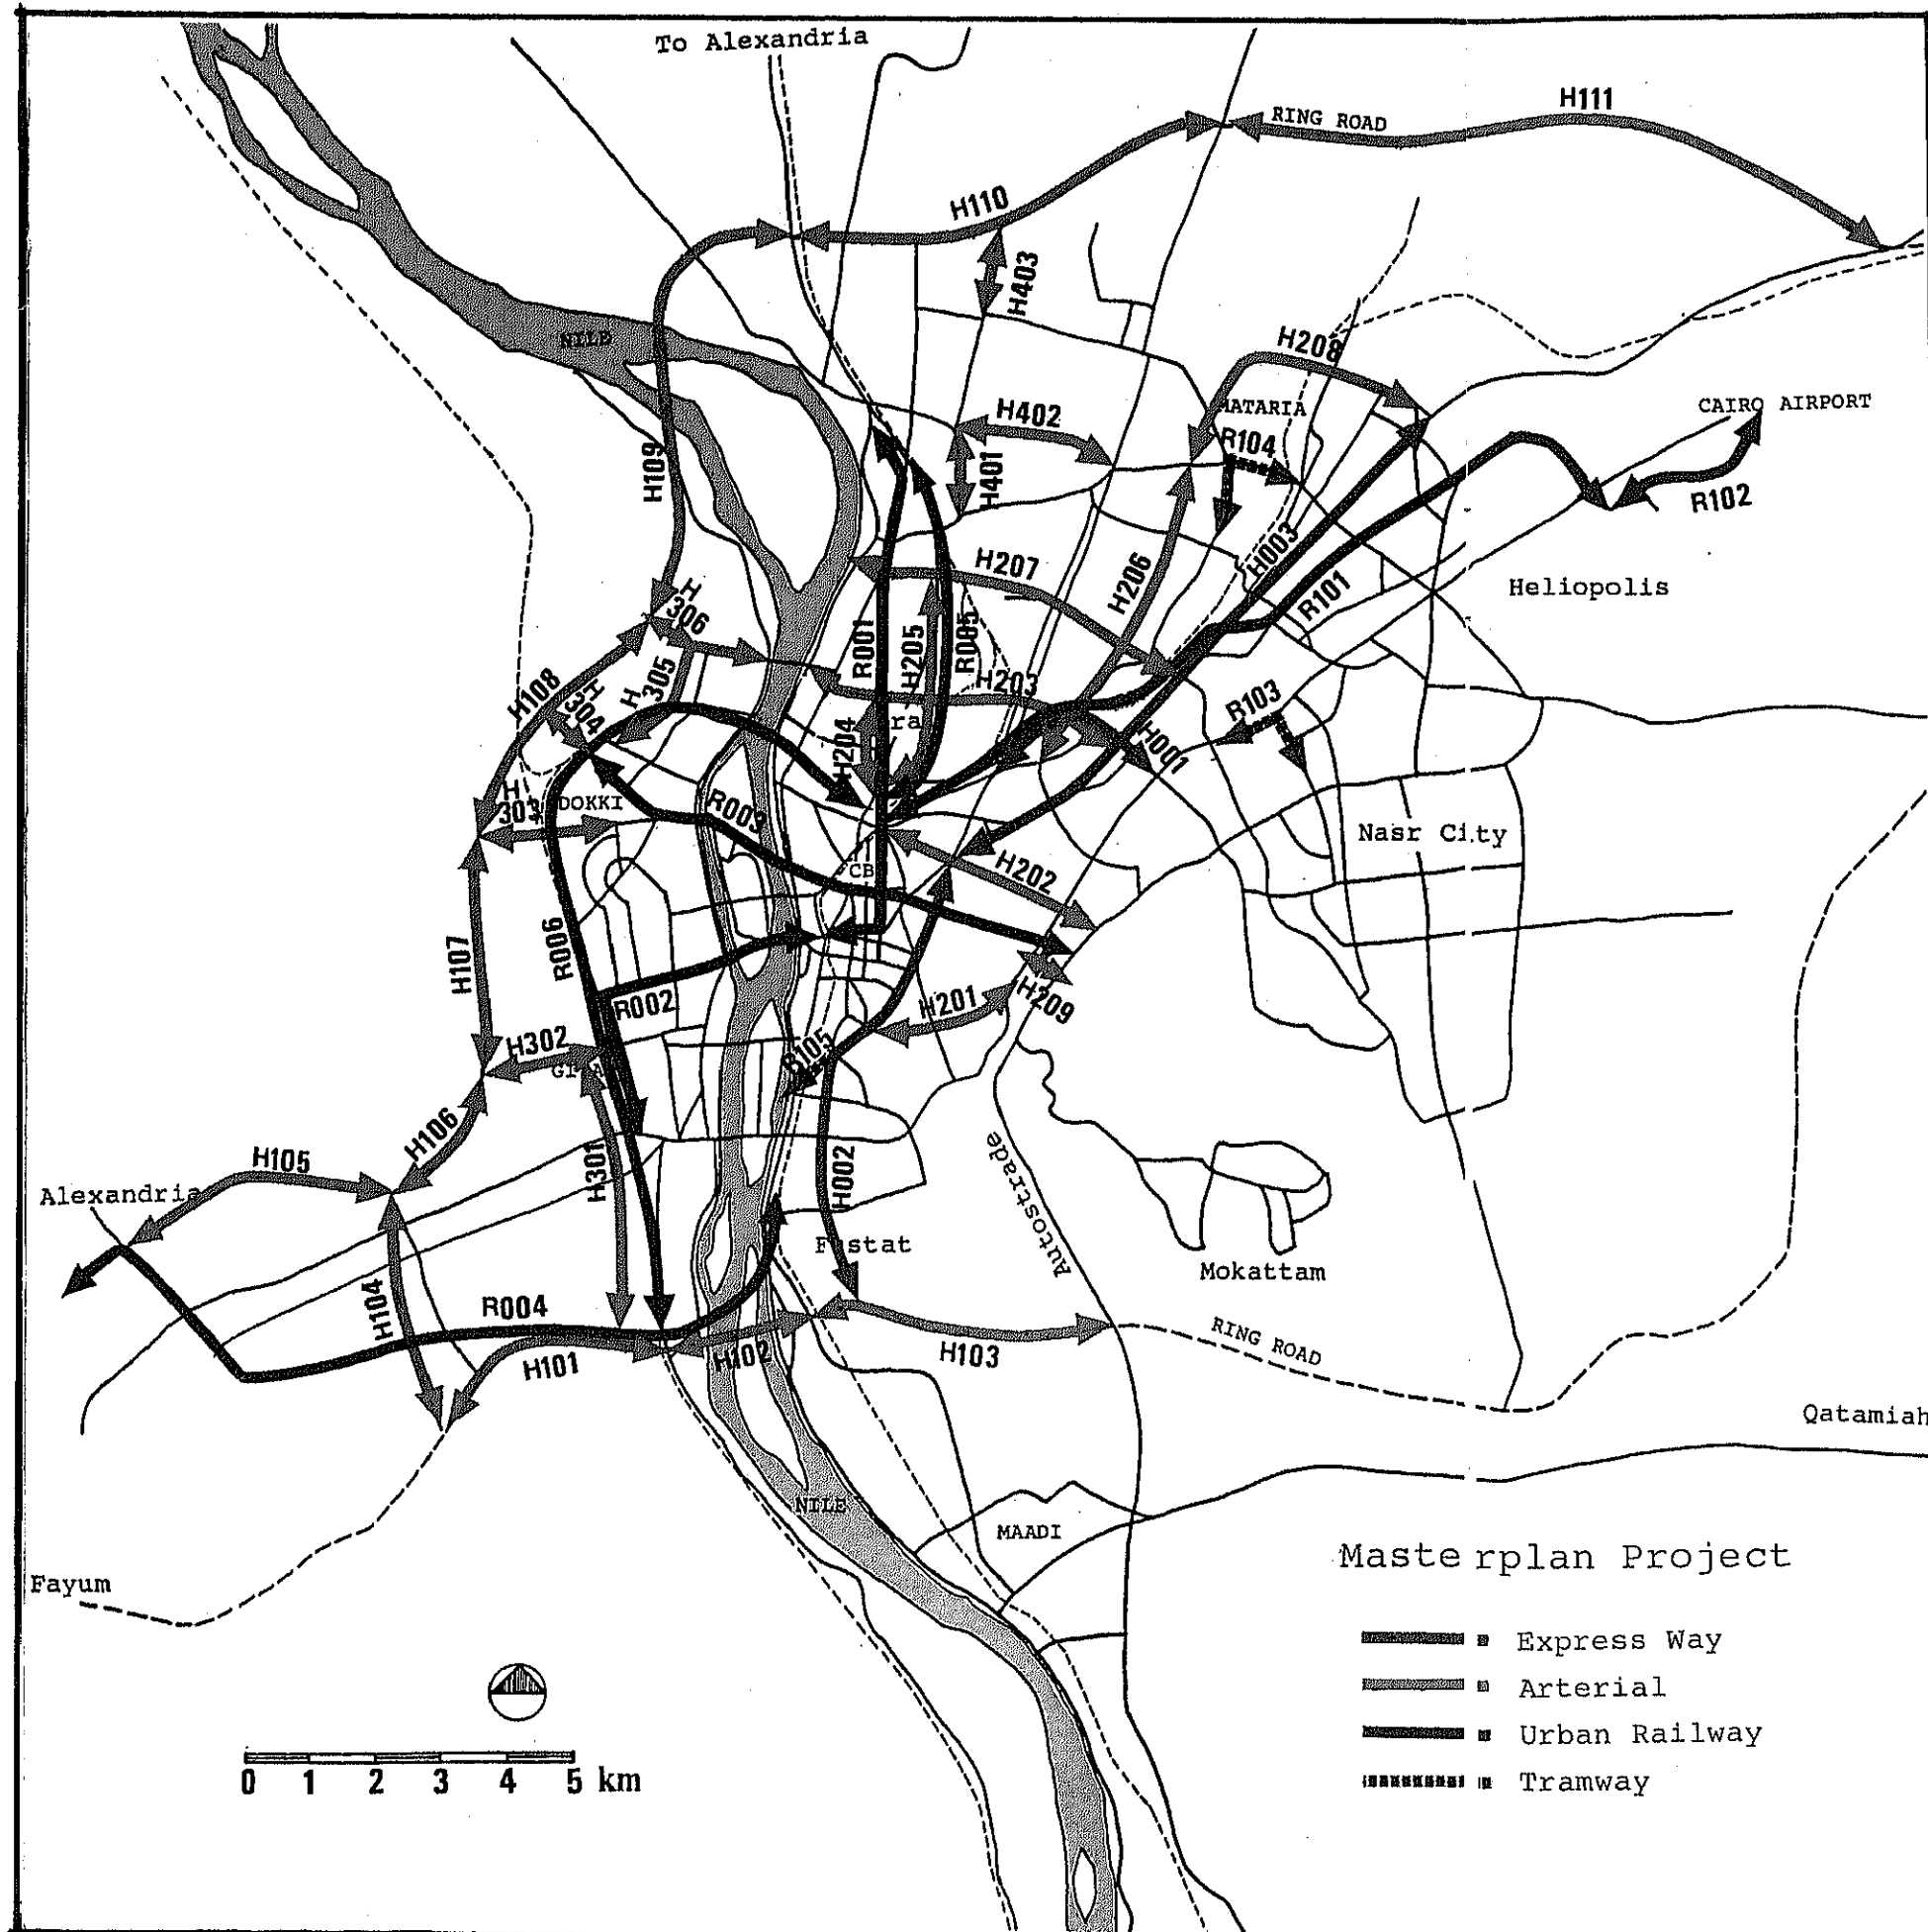 To Alexandria
H111
RING ROAD
H110
H403
NILE
H208
MATARIA
CAIRO AIRPORT
H402
R104
H109
H401
R102
H003
H207
H206
R101
Heliopolis
H
306
R001
H205
R005
H
305
H108
H
304
H203
R103
ra
H204
H001
H
303
DOKKI
R003
Nasr City
CB
H202
R006
H107
R002
H201
H209
H302
R105
H106
H105
H301
H002
Autostrade
Alexandria
Fustat
Mokattam
H104
R004
H101
H102
H103
RING ROAD
Qatamiah
NILE
MAADI
Masterplan Project
Fayum
Express Way
Arterial
Urban Railway
Tramway
0 1 2 3 4 5 km